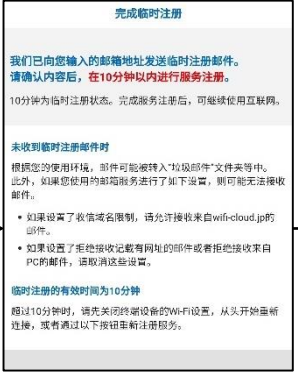 完成临时注册
我们已向您输入的邮箱地址发送临时注册邮件。
请确认内容后，在10分钟以内进行服务注册。
10分钟为临时注册状态。完成服务注册后，可继续使用互联网。
未收到临时注册邮件时
根据您的使用环境，邮件可能被转入"垃圾邮件"文件夹等中。
此外，如果您使用的邮箱服务进行了如下设置，则可能无法接收
邮件。
• 如果设置了收信域名限制，请允许接收来自wifi-cloud.jp的
邮件。
• 如果设置了拒绝接收记载有网址的邮件或者拒绝接收来自
PC的邮件，请取消这些设置。
临时注册的有效时间为10分钟
超过10分钟时，请先关闭终端设备的Wi-Fi设置，从头开始重新
连接，或者通过以下按钮重新注册服务。